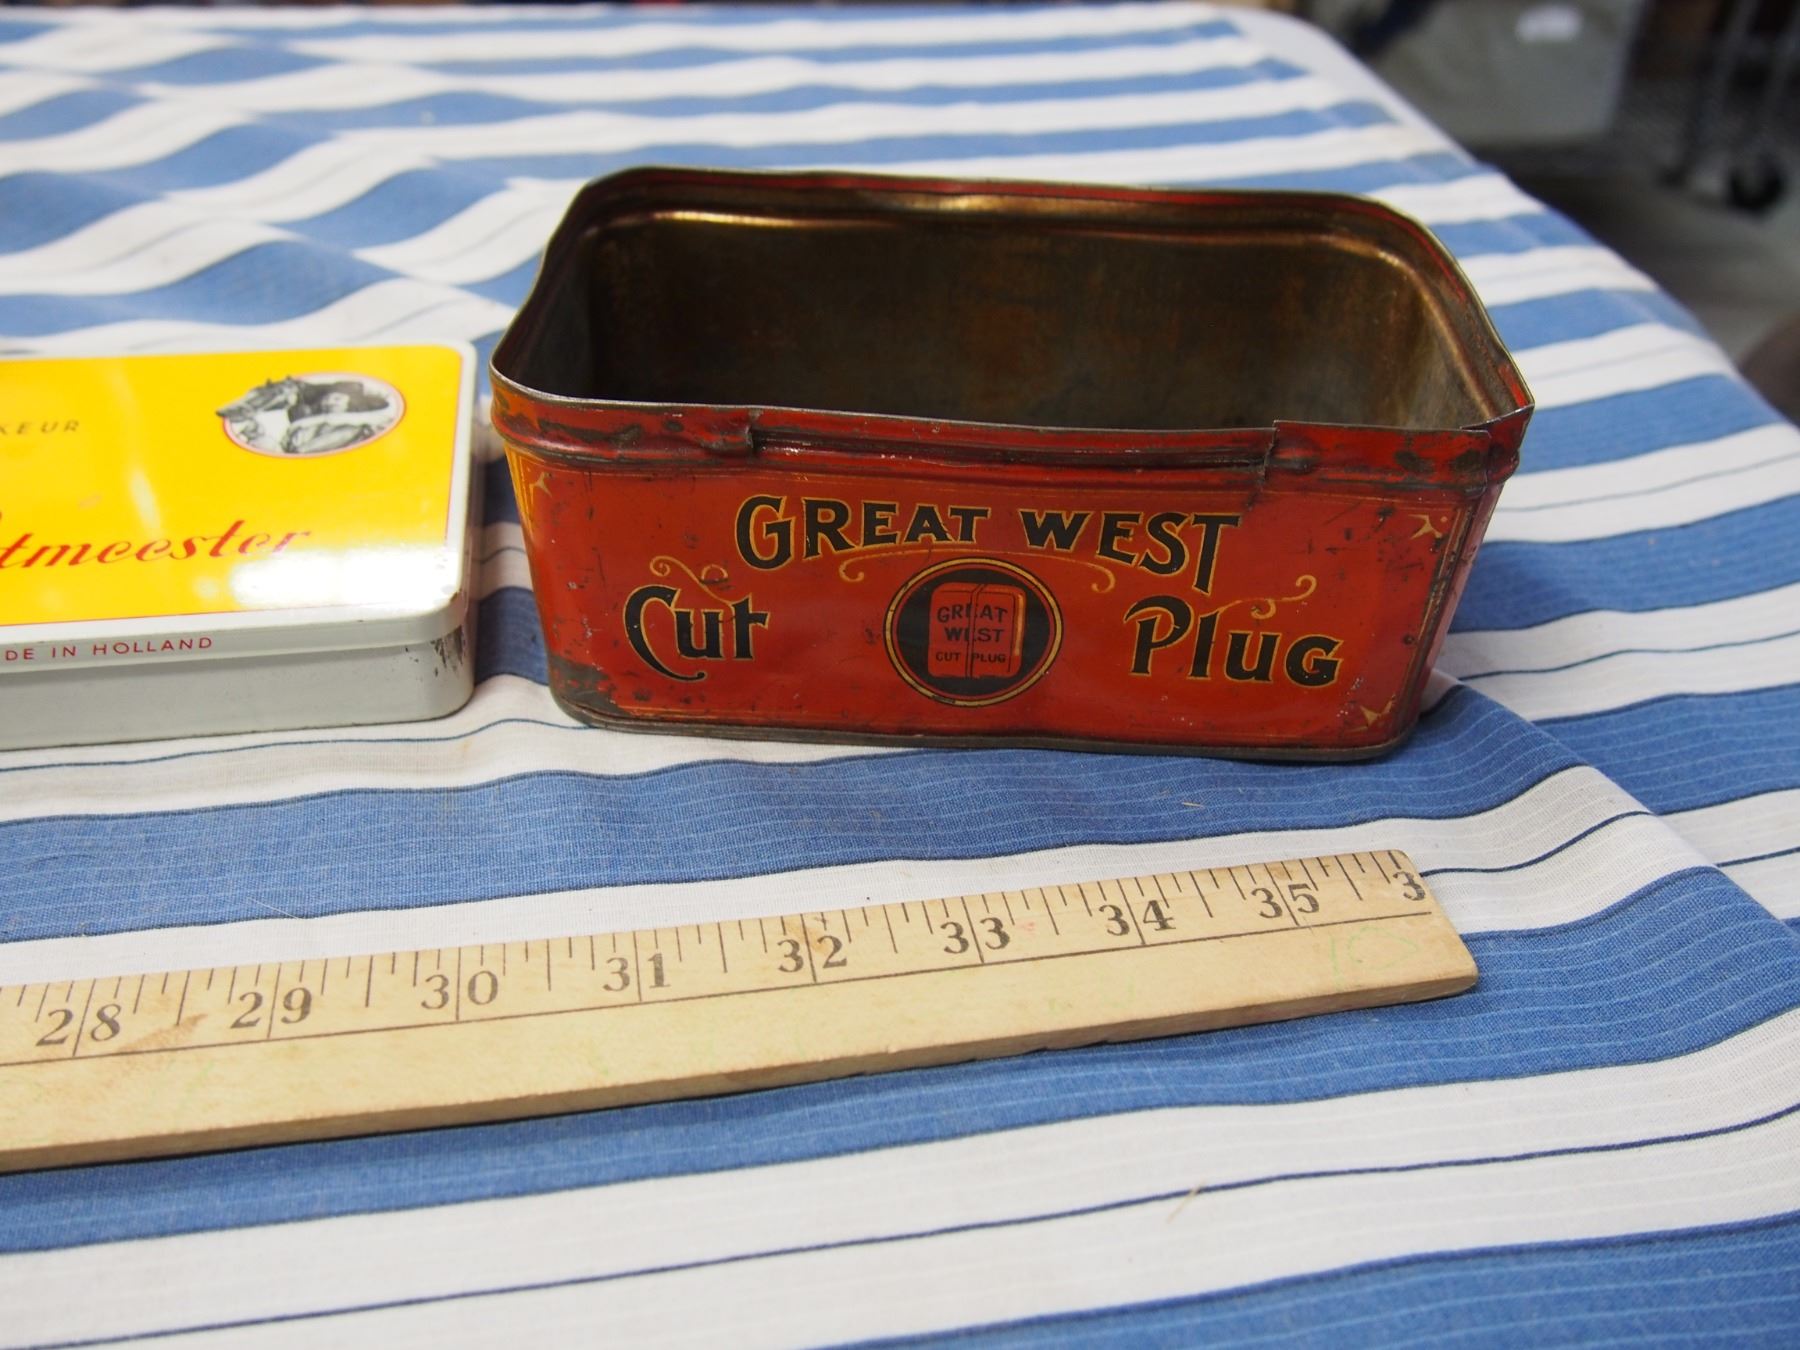 GREAT WEST
Cut Plug
GREAT
WEST
CUT PLUG
KEUR
tmeester
DE IN HOLLAND
28 29 30 31 32 33 34 35 3